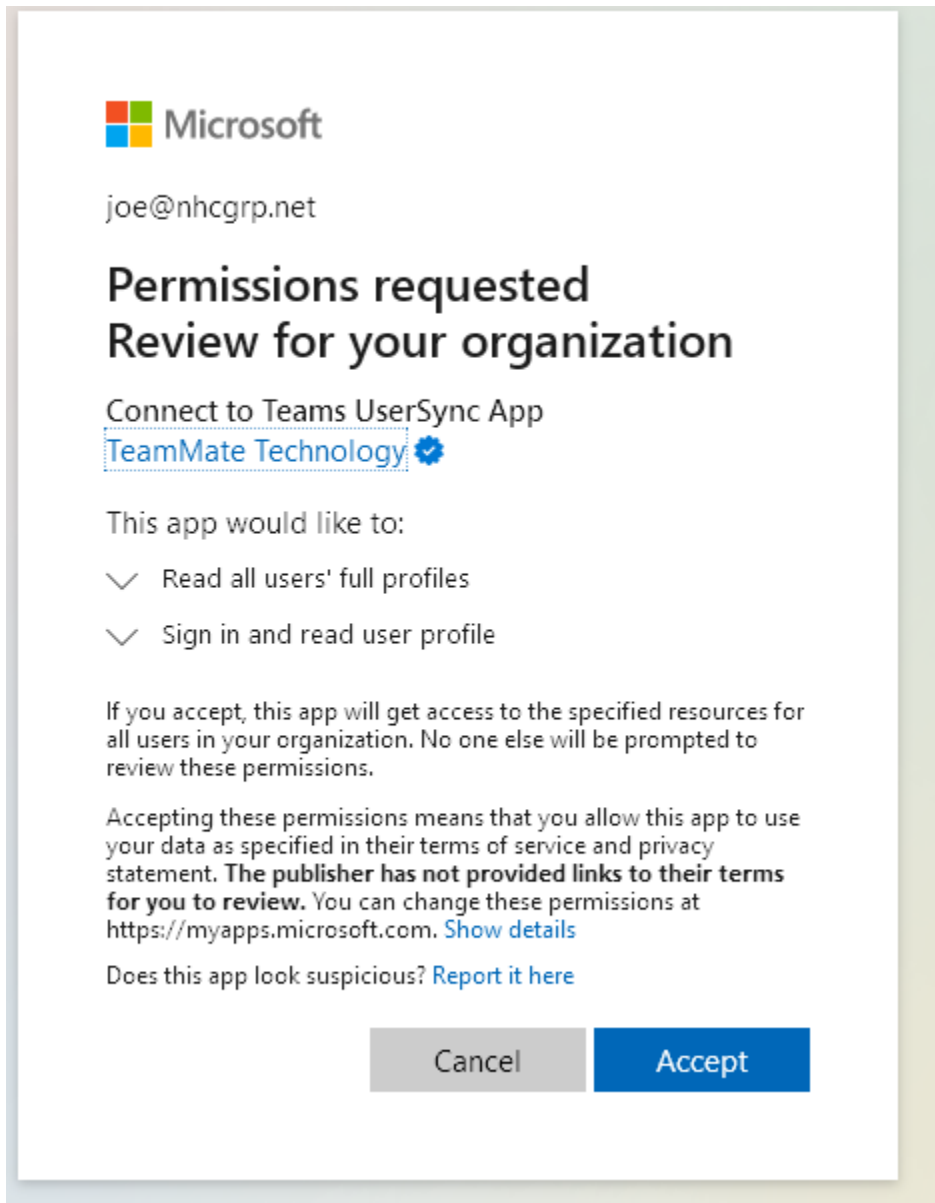 Microsoft
joe@nhcgrp.net
Permissions requested
Review for your organization
Connect to Teams UserSync App
TeamMate Technology
This app would like to:
Read all users' full profiles
Sign in and read user profile
If you accept, this app will get access to the specified resources for
all users in your organization. No one else will be prompted to
review these permissions.
Accepting these permissions means that you allow this app to use
your data as specified in their terms of service and privacy
statement. The publisher has not provided links to their terms
for you to review. You can change these permissions at
https://myapps.microsoft.com. Show details
Does this app look suspicious? Report it here
Cancel Accept